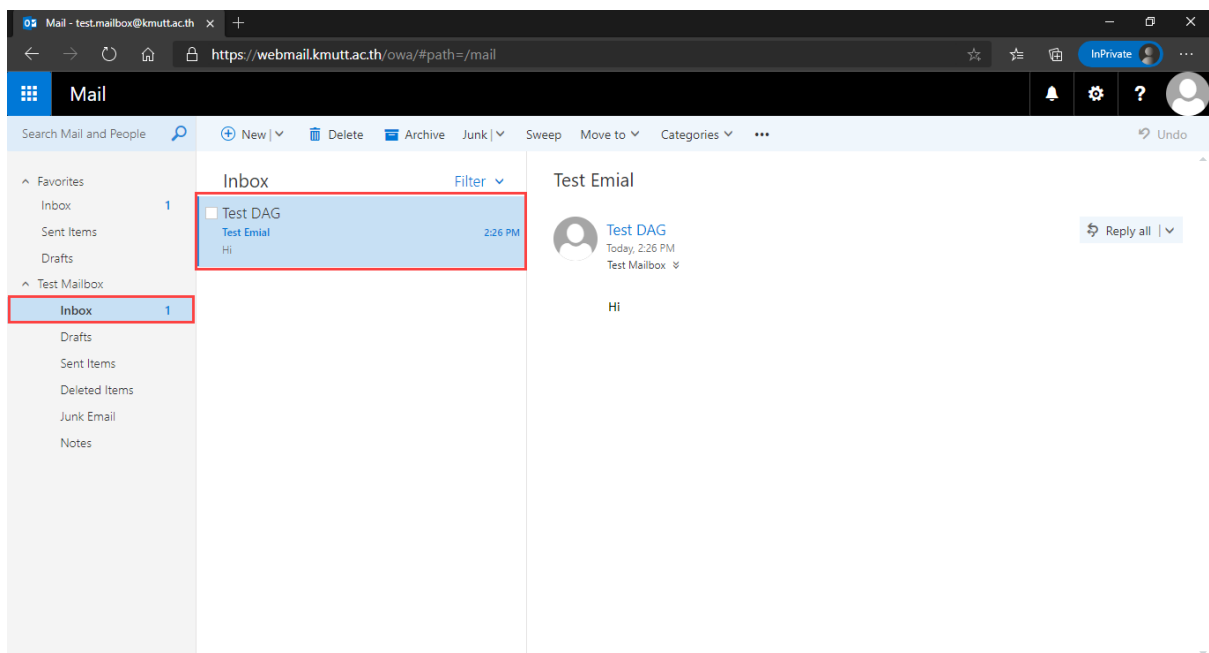 Mail - test.mailbox@kmutt.ac.th
https://webmail.kmutt.ac.th/owa/#path=/mail
InPrivate
Mail
?
Search Mail and People
New
Delete
Archive
Junk
Sweep
Move to
Categories
Undo
Favorites
Inbox 1
Sent Items
Drafts
Test Mailbox
Inbox 1
Drafts
Sent Items
Deleted Items
Junk Email
Notes
Inbox
Filter
Test DAG
Test Emial 2:26 PM
Hi
Test Emial
Test DAG
Today, 2:26 PM
Test Mailbox
Reply all
Hi